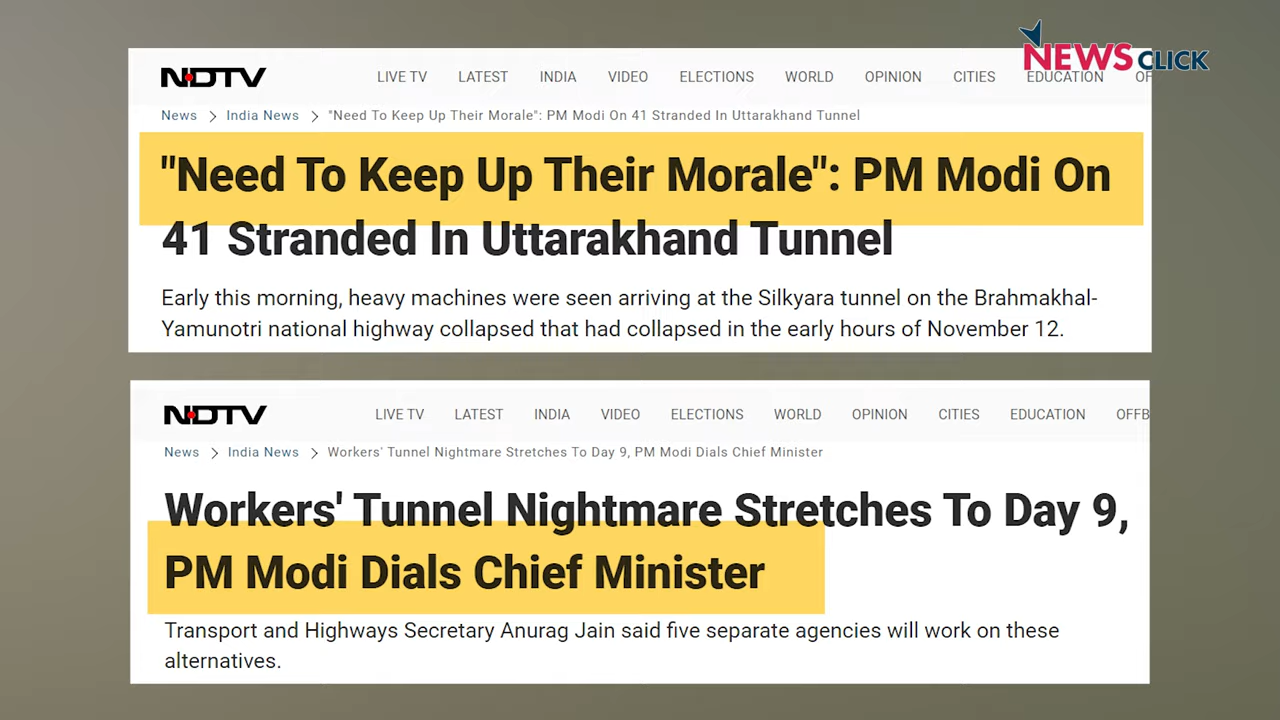 NEWSCLICK
NDTV LIVE TV LATEST INDIA VIDEO ELECTIONS WORLD OPINION CITIES EDUCATION OF
News > India News > "Need To Keep Up Their Morale": PM Modi On 41 Stranded In Uttarakhand Tunnel
"Need To Keep Up Their Morale": PM Modi On
41 Stranded In Uttarakhand Tunnel
Early this morning, heavy machines were seen arriving at the Silkyara tunnel on the Brahmakhal-
Yamunotri national highway collapsed that had collapsed in the early hours of November 12.
NDTV LIVE TV LATEST INDIA VIDEO ELECTIONS WORLD OPINION CITIES EDUCATION OFFB
News > India News > Workers' Tunnel Nightmare Stretches To Day 9, PM Modi Dials Chief Minister
Workers' Tunnel Nightmare Stretches To Day 9,
PM Modi Dials Chief Minister
Transport and Highways Secretary Anurag Jain said five separate agencies will work on these
alternatives.